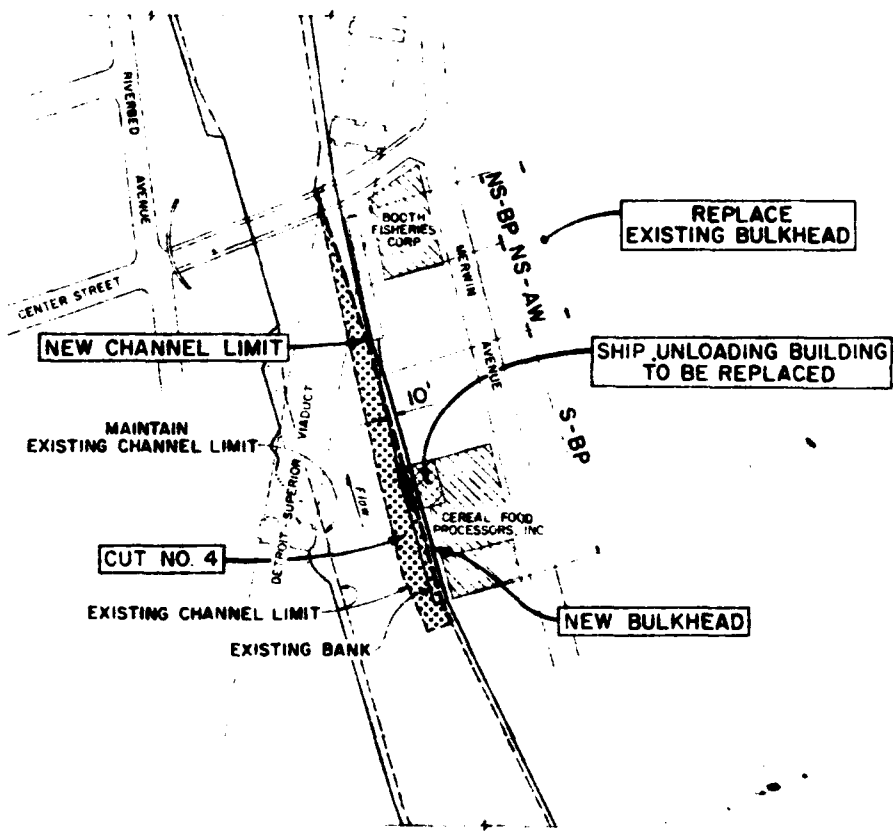 RIVERBED
AVENUE
CENTER STREET
BOOTH
FISHERIES
CORP
MERWIN
AVENUE
NS-BP NS-AW
S-BP
REPLACE
EXISTING BULKHEAD
NEW CHANNEL LIMIT
SHIP UNLOADING BUILDING
TO BE REPLACED
10'
MAINTAIN
EXISTING CHANNEL LIMIT
DETROIT SUPERIOR VIADUCT
FLOW
CEREAL FOOD
PROCESSORS, INC
CUT NO. 4
EXISTING CHANNEL LIMIT
EXISTING BANK
NEW BULKHEAD